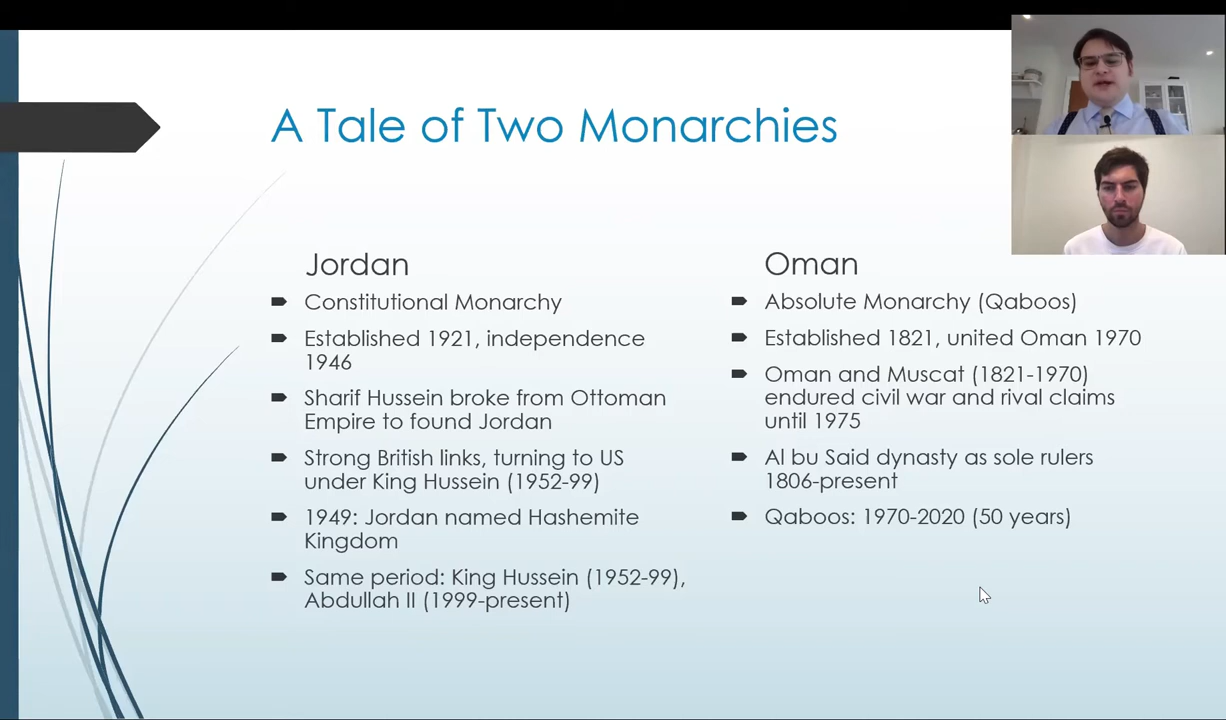 A Tale of Two Monarchies
Jordan
Constitutional Monarchy
Established 1921, independence
1946
Sharif Hussein broke from Ottoman
Empire to found Jordan
Strong British links, turning to US
under King Hussein (1952-99)
1949: Jordan named Hashemite
Kingdom
Same period: King Hussein (1952-99),
Abdullah II (1999-present)
Oman
Absolute Monarchy (Qaboos)
Established 1821, united Oman 1970
Oman and Muscat (1821-1970)
endured civil war and rival claims
until 1975
Al bu Said dynasty as sole rulers
1806-present
Qaboos: 1970-2020 (50 years)